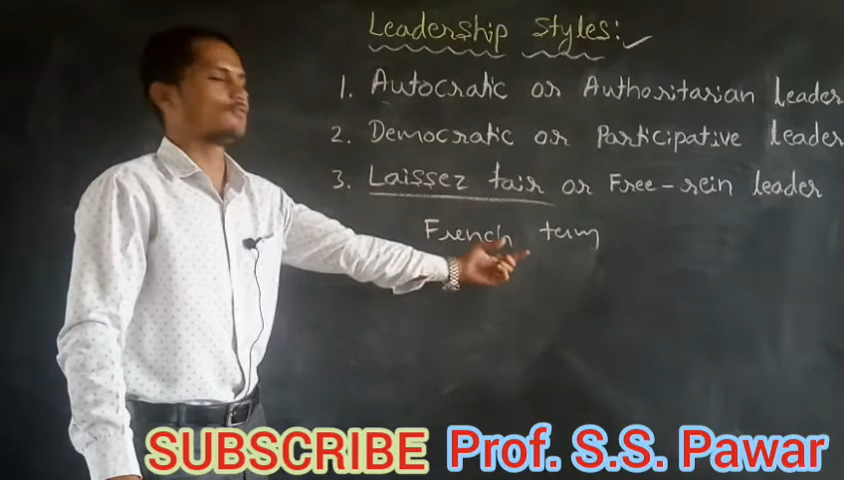 Leadership styles:
1. Autocratic or Authoritarian leader
2. Democratic or Participative leader
3. Laissez fair or Free-rein leader
French term
SUBSCRIBE Prof. S.S. Pawar